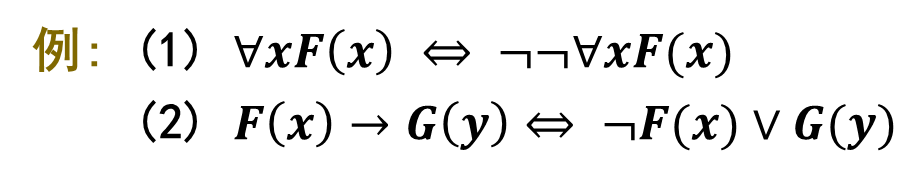 例: (1) ∀xF(x) ⇔ ¬¬∀xF(x)
(2) F(x) → G(y) ⇔ ¬F(x) ∨ G(y)